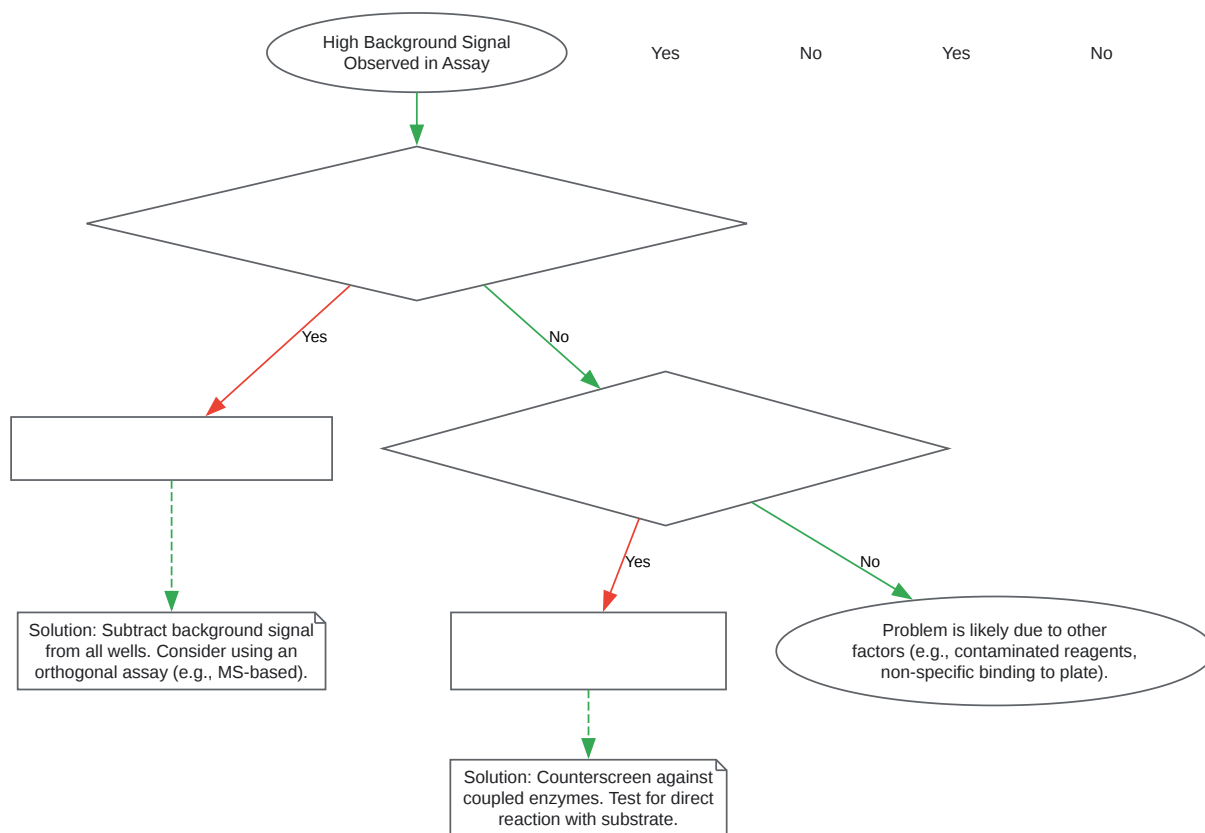 High Background Signal
Observed in Assay
Yes
No
Yes
No
Yes
No
Yes
No
Solution: Subtract background signal
from all wells. Consider using an
orthogonal assay (e.g., MS-based).
Problem is likely due to other
factors (e.g., contaminated reagents,
non-specific binding to plate).
Solution: Counterscreen against
coupled enzymes. Test for direct
reaction with substrate.